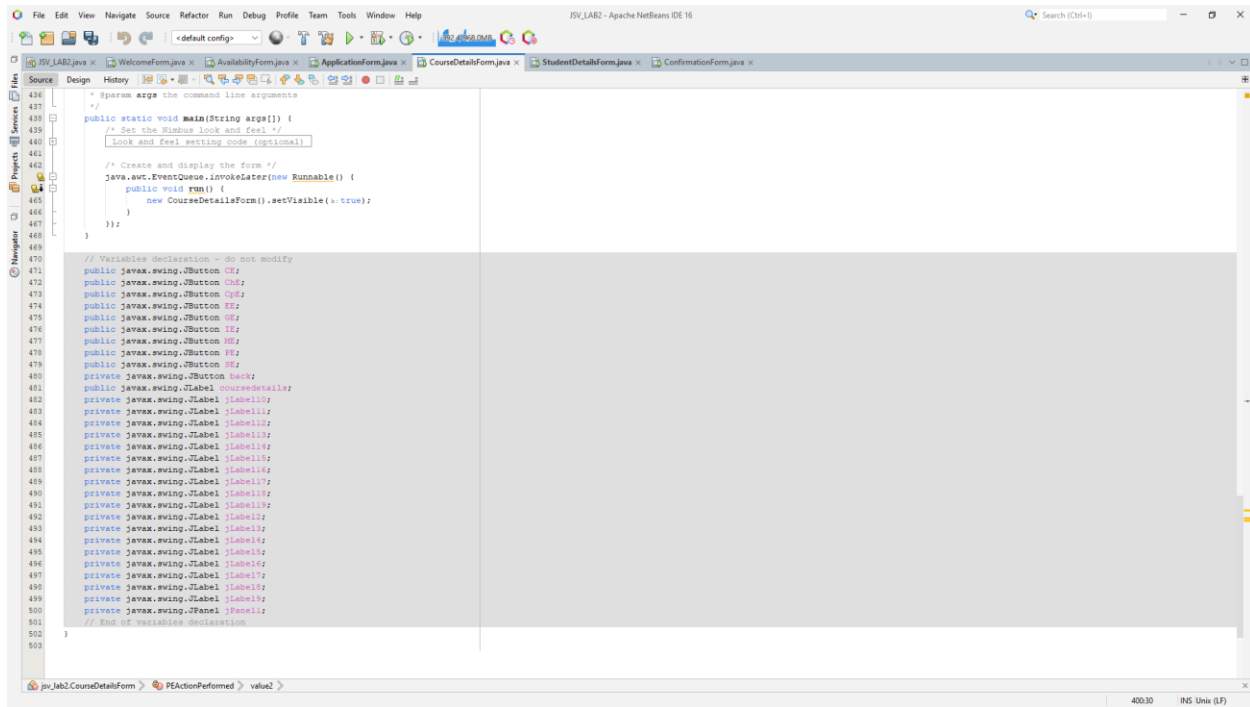 File Edit View Navigate Source Refactor Run Debug Profile Team Tools Window Help JSV_LAB2 - Apache NetBeans IDE 16 Search (Ctrl+I)
<default config>
JSV_LAB2.java × WelcomeForm.java × AvailabilityForm.java × ApplicationForm.java × CourseDetailsForm.java × StudentDetailsForm.java × ConfirmationForm.java ×
Source Design History
Files
Services
Projects
Navigator
436 * @param args the command line arguments
437 */
438 public static void main(String args[]) {
439 /* Set the Nimbus look and feel */
440 Look and feel setting code (optional)
461
462 /* Create and display the form */
java.awt.EventQueue.invokeLater(new Runnable() {
public void run() {
465 new CourseDetailsForm().setVisible(b: true);
466 }
467 });
468 }
469
470 // Variables declaration - do not modify
471 public javax.swing.JButton CE;
472 public javax.swing.JButton ChE;
473 public javax.swing.JButton CpE;
474 public javax.swing.JButton EE;
475 public javax.swing.JButton GE;
476 public javax.swing.JButton IE;
477 public javax.swing.JButton ME;
478 public javax.swing.JButton PE;
479 public javax.swing.JButton SE;
480 private javax.swing.JButton back;
481 public javax.swing.JLabel coursedetails;
482 private javax.swing.JLabel jLabel10;
483 private javax.swing.JLabel jLabel11;
484 private javax.swing.JLabel jLabel12;
485 private javax.swing.JLabel jLabel13;
486 private javax.swing.JLabel jLabel14;
487 private javax.swing.JLabel jLabel15;
488 private javax.swing.JLabel jLabel16;
489 private javax.swing.JLabel jLabel17;
490 private javax.swing.JLabel jLabel18;
491 private javax.swing.JLabel jLabel19;
492 private javax.swing.JLabel jLabel2;
493 private javax.swing.JLabel jLabel3;
494 private javax.swing.JLabel jLabel4;
495 private javax.swing.JLabel jLabel5;
496 private javax.swing.JLabel jLabel6;
497 private javax.swing.JLabel jLabel7;
498 private javax.swing.JLabel jLabel8;
499 private javax.swing.JLabel jLabel9;
500 private javax.swing.JPanel jPanel1;
501 // End of variables declaration
502 }
503
jsv_lab2.CourseDetailsForm PEActionPerformed value2
400:30 INS Unix (LF)